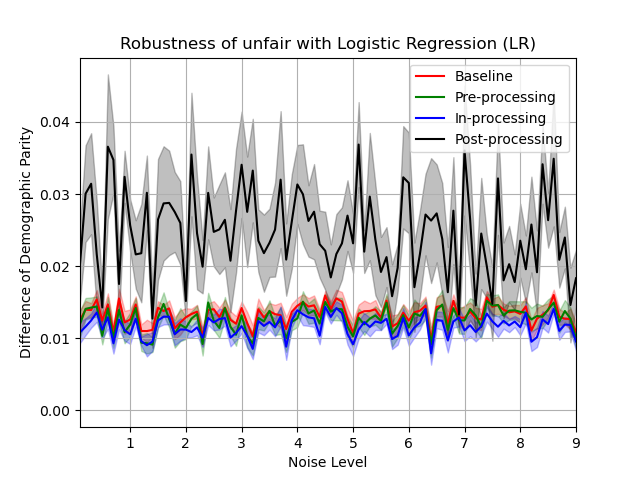 Robustness of unfair with Logistic Regression (LR)
Baseline
Pre-processing
In-processing
Post-processing
Difference of Demographic Parity
0.04
0.03
0.02
0.01
0.00
1 2 3 4 5 6 7 8 9
Noise Level